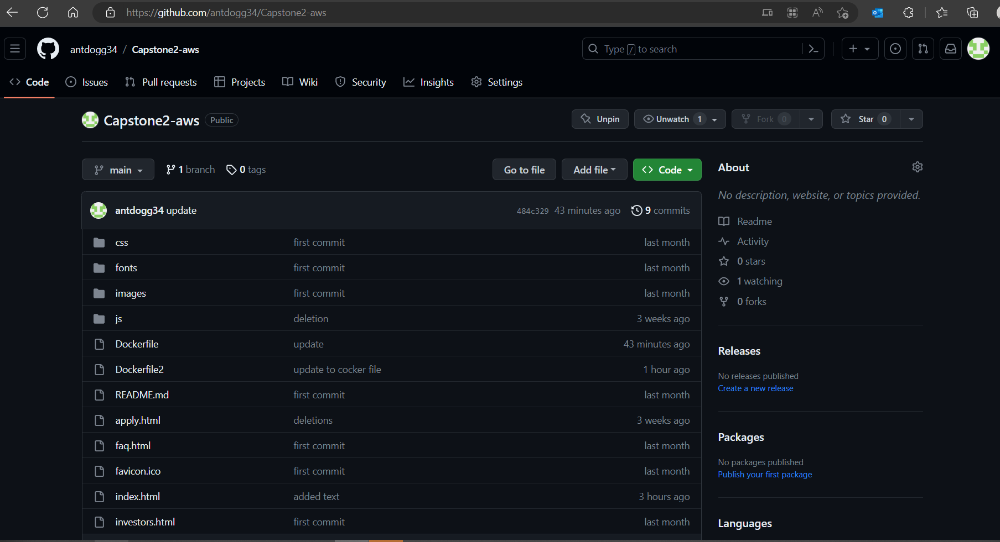 https://github.com/antdogg34/Capstone2-aws
antdogg34 / Capstone2-aws
Type / to search
Code Issues Pull requests Projects Wiki Security Insights Settings
Capstone2-aws Public
Unpin Unwatch 1 Fork 0 Star 0
main 1 branch 0 tags Go to file Add file Code
antdogg34 update 484c329 43 minutes ago 9 commits
css first commit last month
fonts first commit last month
images first commit last month
js deletion 3 weeks ago
Dockerfile update 43 minutes ago
Dockerfile2 update to cocker file 1 hour ago
README.md first commit last month
apply.html deletions 3 weeks ago
faq.html first commit last month
favicon.ico first commit last month
index.html added text 3 hours ago
investors.html first commit last month
About
No description, website, or topics provided.
Readme
Activity
0 stars
1 watching
0 forks
Releases
No releases published
Create a new release
Packages
No packages published
Publish your first package
Languages